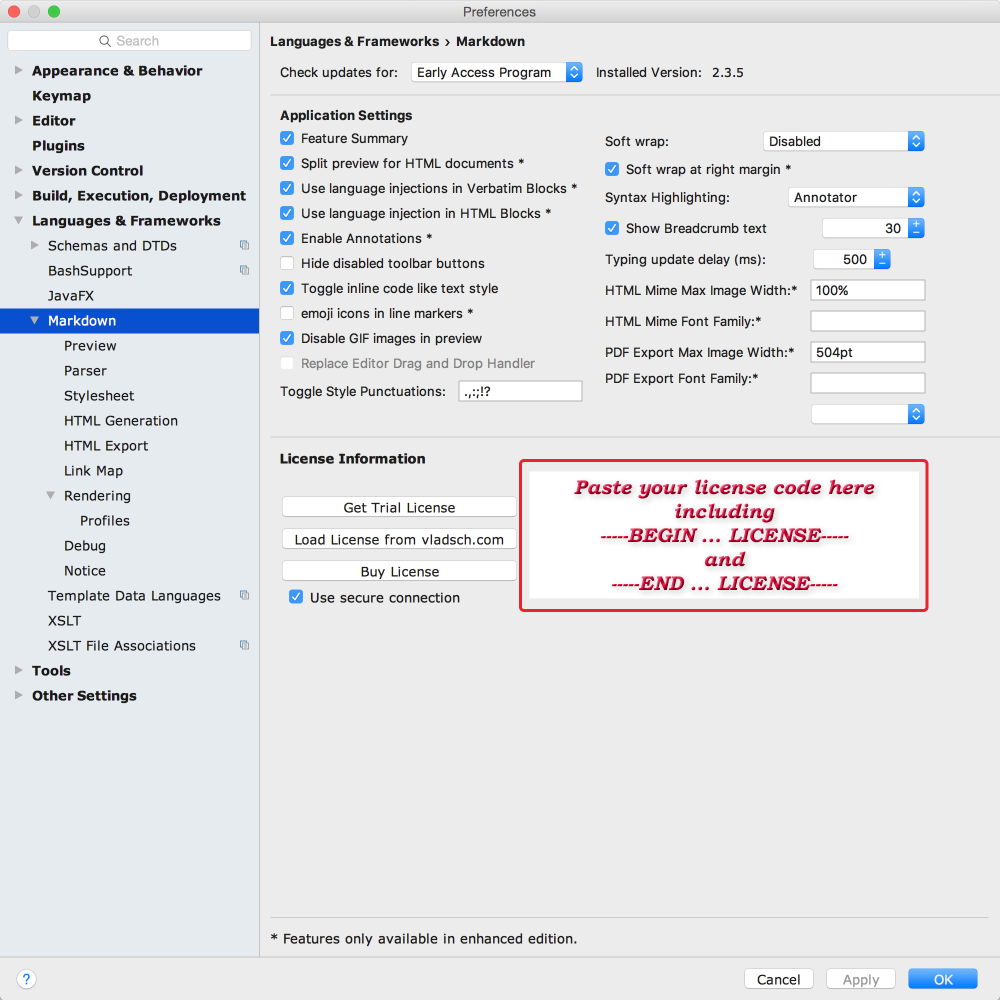 Preferences
Search
Appearance & Behavior
Keymap
Editor
Plugins
Version Control
Build, Execution, Deployment
Languages & Frameworks
Schemas and DTDs
BashSupport
JavaFX
Markdown
Preview
Parser
Stylesheet
HTML Generation
HTML Export
Link Map
Rendering
Profiles
Debug
Notice
Template Data Languages
XSLT
XSLT File Associations
Tools
Other Settings
Languages & Frameworks › Markdown
Check updates for: Early Access Program Installed Version: 2.3.5
Application Settings
Feature Summary
Split preview for HTML documents *
Use language injections in Verbatim Blocks *
Use language injection in HTML Blocks *
Enable Annotations *
Hide disabled toolbar buttons
Toggle inline code like text style
emoji icons in line markers *
Disable GIF images in preview
Replace Editor Drag and Drop Handler
Toggle Style Punctuations: .,:;!?
Soft wrap: Disabled
Soft wrap at right margin *
Syntax Highlighting: Annotator
Show Breadcrumb text 30
Typing update delay (ms): 500
HTML Mime Max Image Width:* 100%
HTML Mime Font Family:*
PDF Export Max Image Width:* 504pt
PDF Export Font Family:*
License Information
Get Trial License
Load License from vladsch.com
Buy License
Use secure connection
Paste your license code here
including
-----BEGIN ... LICENSE-----
and
-----END ... LICENSE-----
* Features only available in enhanced edition.
?
Cancel Apply OK